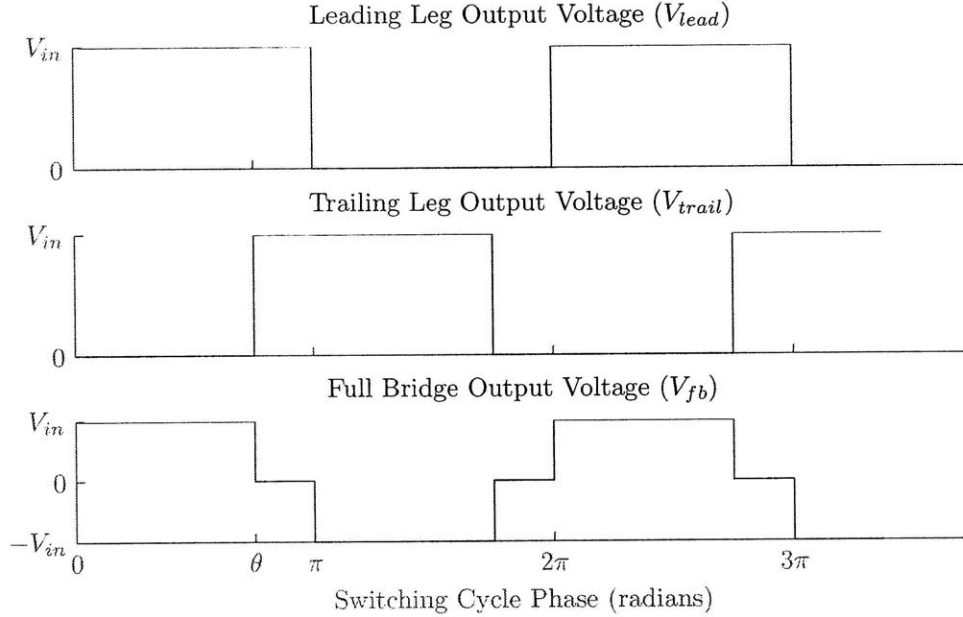 Leading Leg Output Voltage (V_lead)
V_in
0
Trailing Leg Output Voltage (V_trail)
V_in
0
Full Bridge Output Voltage (V_fb)
V_in
0
−V_in
0 θ π 2π 3π
Switching Cycle Phase (radians)